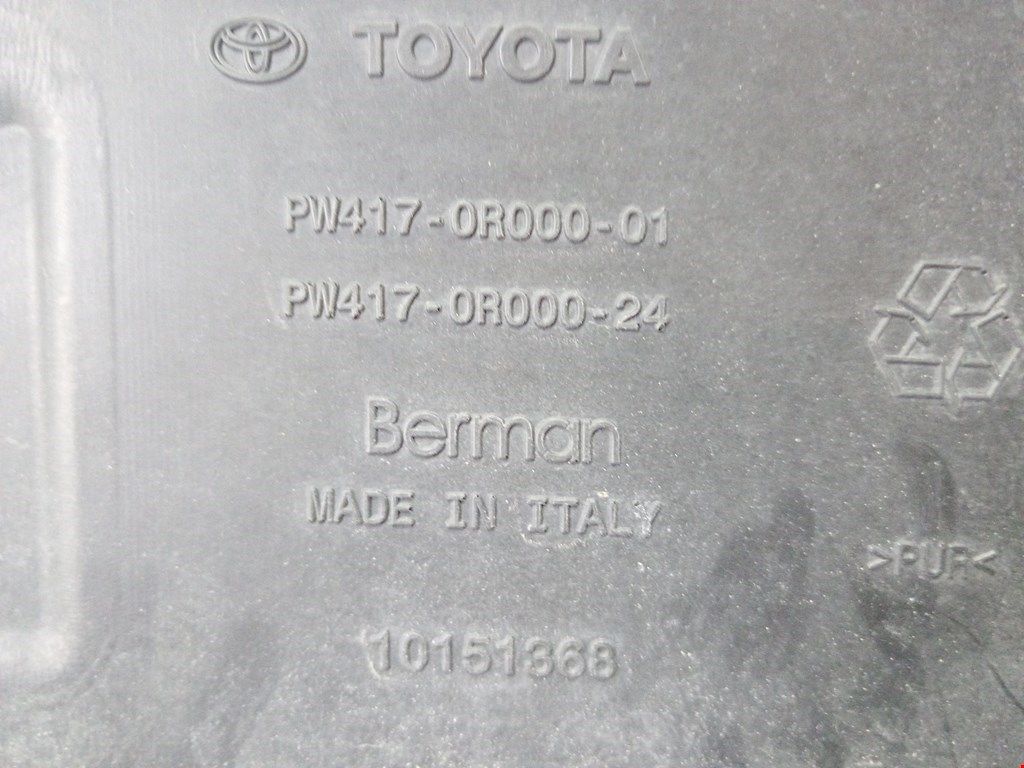 TOYOTA
PW417-0R000-01
PW417-0R000-24
Berman
MADE IN ITALY
>PUR<
10151368